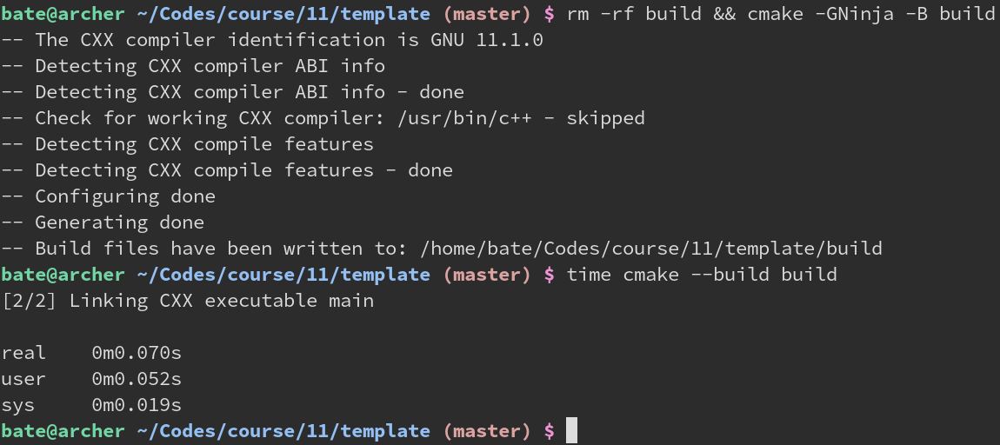 bate@archer ~/Codes/course/11/template (master) $ rm -rf build && cmake -GNinja -B build
-- The CXX compiler identification is GNU 11.1.0
-- Detecting CXX compiler ABI info
-- Detecting CXX compiler ABI info - done
-- Check for working CXX compiler: /usr/bin/c++ - skipped
-- Detecting CXX compile features
-- Detecting CXX compile features - done
-- Configuring done
-- Generating done
-- Build files have been written to: /home/bate/Codes/course/11/template/build
bate@archer ~/Codes/course/11/template (master) $ time cmake --build build
[2/2] Linking CXX executable main
real    0m0.070s
user    0m0.052s
sys     0m0.019s
bate@archer ~/Codes/course/11/template (master) $